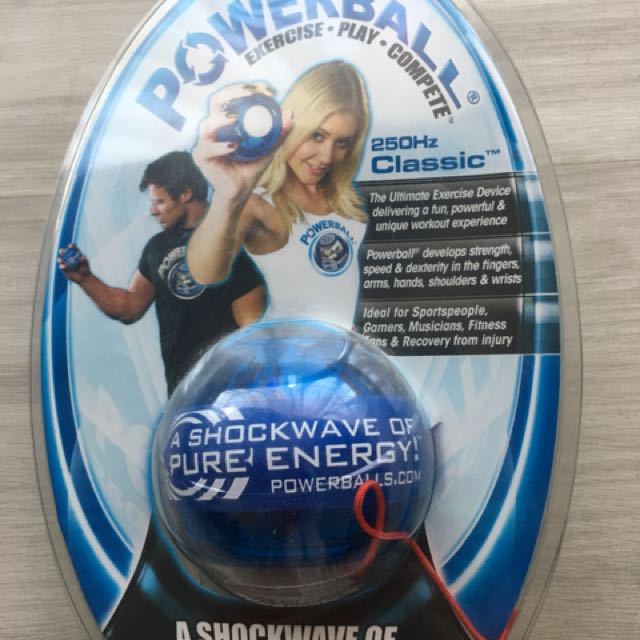 POWERBALL®
EXERCISE • PLAY • COMPETE™
250Hz
Classic™
The Ultimate Exercise Device
delivering a fun, powerful &
unique workout experience
Powerball® develops strength,
speed & dexterity in the fingers,
arms, hands, shoulders & wrists
Ideal for Sportspeople,
Gamers, Musicians, Fitness
Fans & Recovery from injury
POWERBALL
A SHOCKWAVE OF
PURE ENERGY!
POWERBALLS.COM
A SHOCKWAVE OF